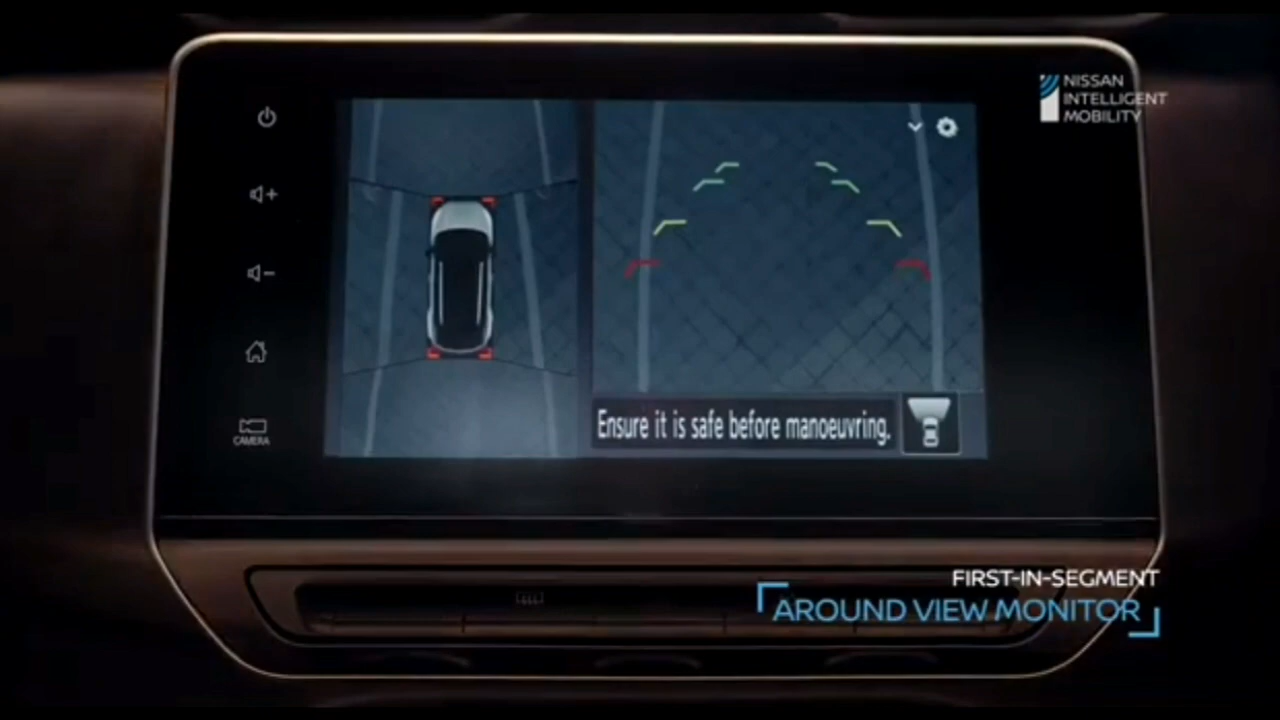 NISSAN
INTELLIGENT
MOBILITY
CAMERA
Ensure it is safe before manoeuvring.
FIRST-IN-SEGMENT
AROUND VIEW MONITOR